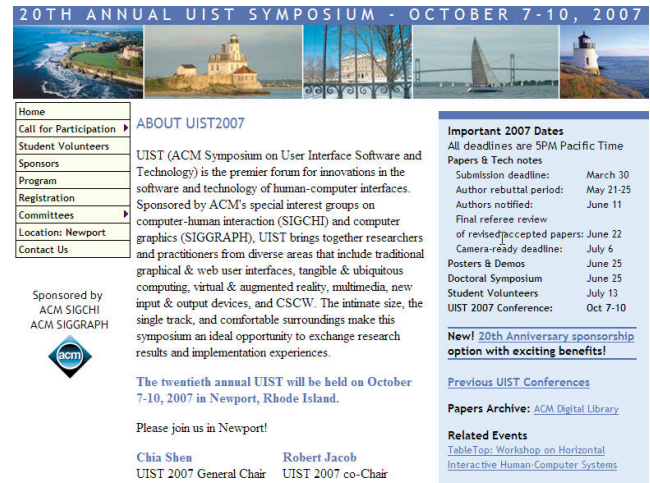 20TH ANNUAL UIST SYMPOSIUM - OCTOBER 7-10, 2007
Home
Call for Participation
Student Volunteers
Sponsors
Program
Registration
Committees
Location: Newport
Contact Us
Sponsored by
ACM SIGCHI
ACM SIGGRAPH
acm
ABOUT UIST2007
UIST (ACM Symposium on User Interface Software and
Technology) is the premier forum for innovations in the
software and technology of human-computer interfaces.
Sponsored by ACM's special interest groups on
computer-human interaction (SIGCHI) and computer
graphics (SIGGRAPH), UIST brings together researchers
and practitioners from diverse areas that include traditional
graphical & web user interfaces, tangible & ubiquitous
computing, virtual & augmented reality, multimedia, new
input & output devices, and CSCW. The intimate size, the
single track, and comfortable surroundings make this
symposium an ideal opportunity to exchange research
results and implementation experiences.
The twentieth annual UIST will be held on October
7-10, 2007 in Newport, Rhode Island.
Please join us in Newport!
Chia Shen Robert Jacob
UIST 2007 General Chair UIST 2007 co-Chair
Important 2007 Dates
All deadlines are 5PM Pacific Time
Papers & Tech notes
Submission deadline: March 30
Author rebuttal period: May 21-25
Authors notified: June 11
Final referee review
of revised accepted papers: June 22
Camera-ready deadline: July 6
Posters & Demos June 25
Doctoral Symposium June 25
Student Volunteers July 13
UIST 2007 Conference: Oct 7-10
New! 20th Anniversary sponsorship
option with exciting benefits!
Previous UIST Conferences
Papers Archive: ACM Digital Library
Related Events
TableTop: Workshop on Horizontal
Interactive Human-Computer Systems